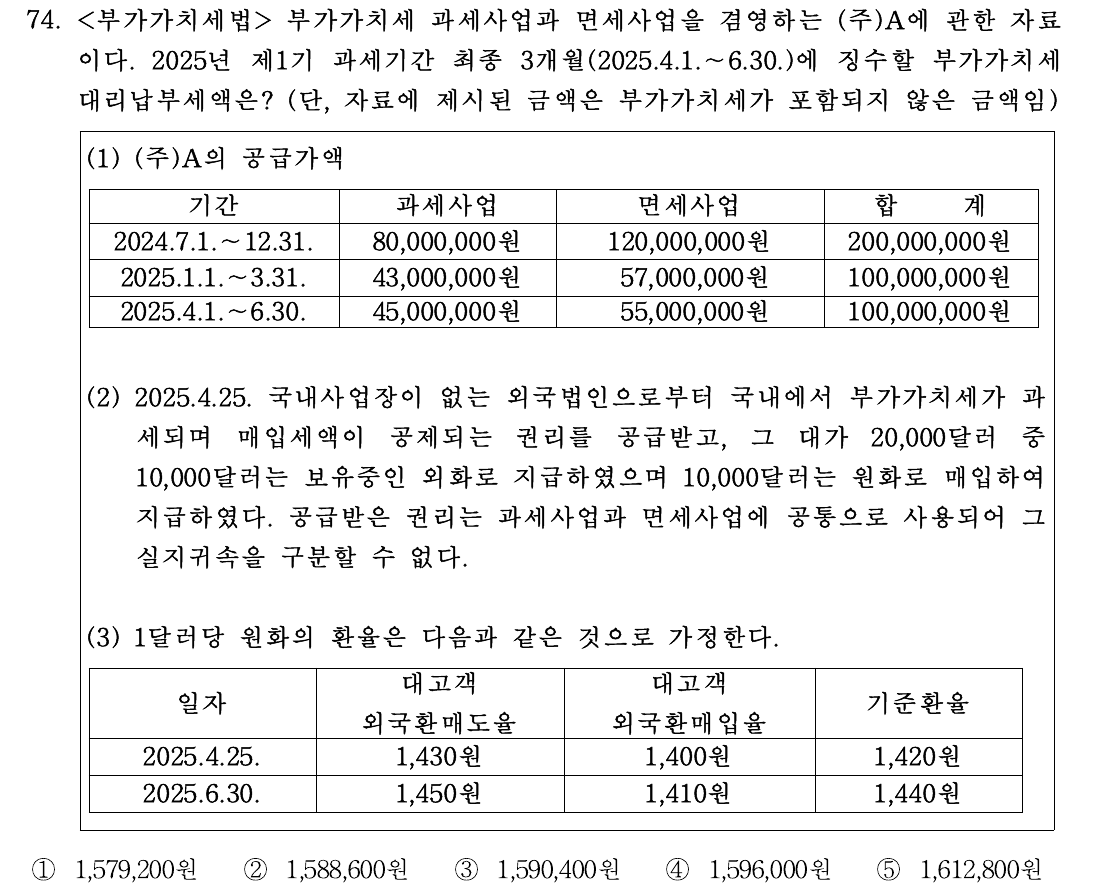 74. <부가가치세법> 부가가치세 과세사업과 면세사업을 겸영하는 (주)A에 관한 자료
이다. 2025년 제1기 과세기간 최종 3개월(2025.4.1.~6.30.)에 징수할 부가가치세
대리납부세액은? (단, 자료에 제시된 금액은 부가가치세가 포함되지 않은 금액임)
(1) (주)A의 공급가액
기간 과세사업 면세사업 합 계
2024.7.1.~12.31. 80,000,000원 120,000,000원 200,000,000원
2025.1.1.~3.31. 43,000,000원 57,000,000원 100,000,000원
2025.4.1.~6.30. 45,000,000원 55,000,000원 100,000,000원
(2) 2025.4.25. 국내사업장이 없는 외국법인으로부터 국내에서 부가가치세가 과
세되며 매입세액이 공제되는 권리를 공급받고, 그 대가 20,000달러 중
10,000달러는 보유중인 외화로 지급하였으며 10,000달러는 원화로 매입하여
지급하였다. 공급받은 권리는 과세사업과 면세사업에 공통으로 사용되어 그
실지귀속을 구분할 수 없다.
(3) 1달러당 원화의 환율은 다음과 같은 것으로 가정한다.
일자 대고객 외국환매도율 대고객 외국환매입율 기준환율
2025.4.25. 1,430원 1,400원 1,420원
2025.6.30. 1,450원 1,410원 1,440원
① 1,579,200원 ② 1,588,600원 ③ 1,590,400원 ④ 1,596,000원 ⑤ 1,612,800원